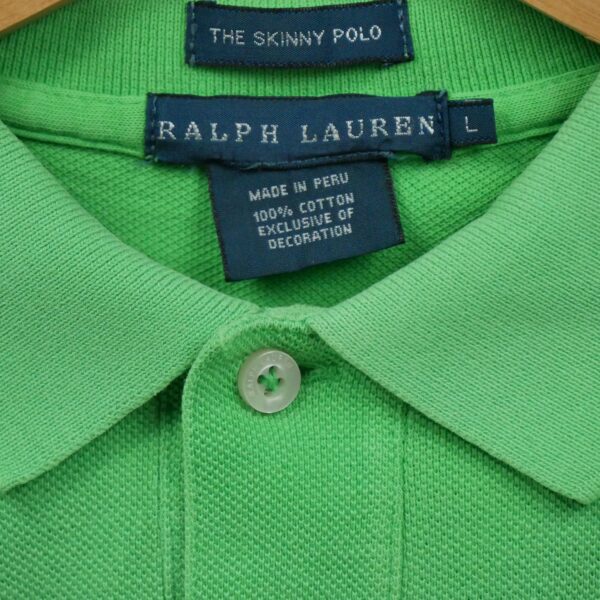 THE SKINNY POLO
RALPH LAUREN
L
MADE IN PERU
100% COTTON
EXCLUSIVE OF
DECORATION